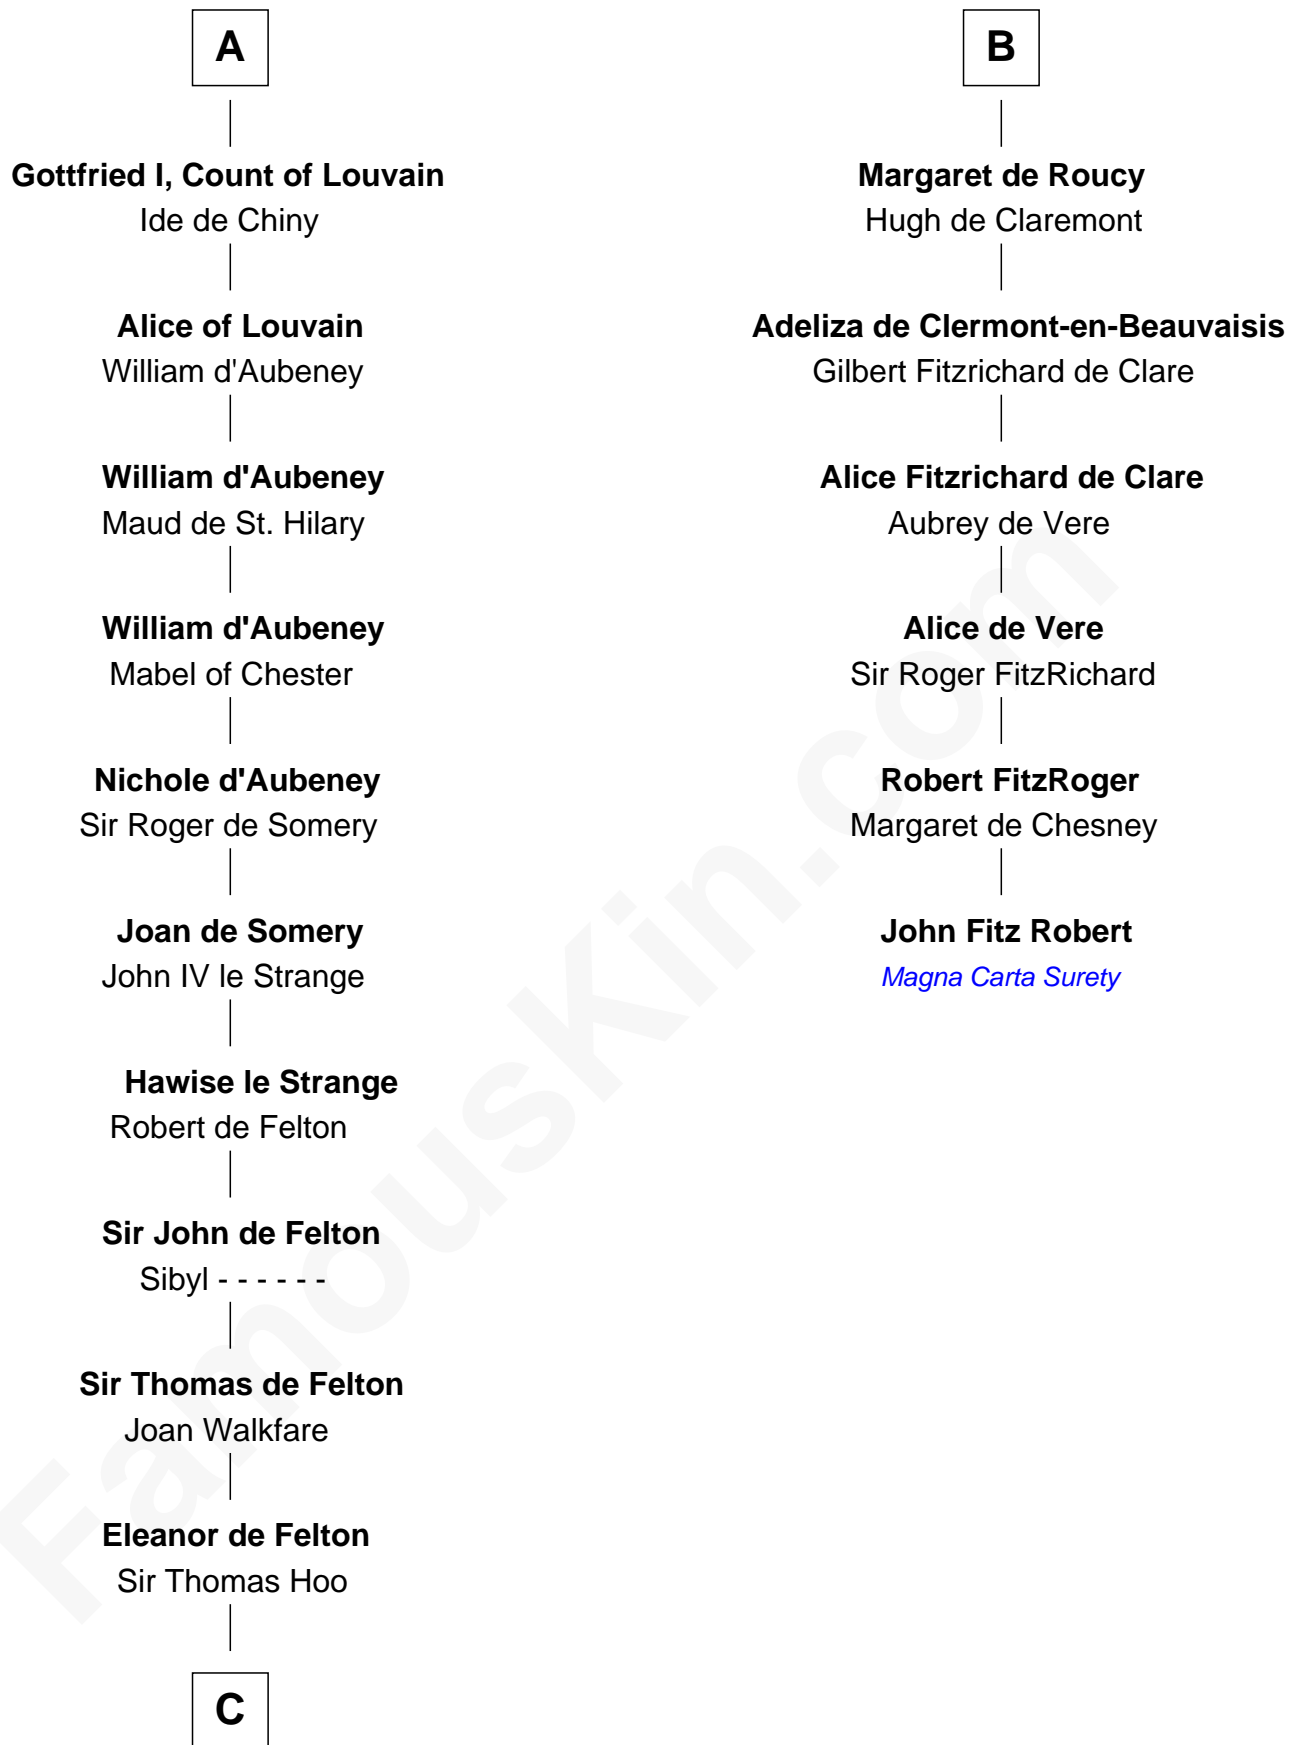 A
Gottfried I, Count of Louvain
Ide de Chiny
Alice of Louvain
William d'Aubeney
William d'Aubeney
Maud de St. Hilary
William d'Aubeney
Mabel of Chester
Nichole d'Aubeney
Sir Roger de Somery
Joan de Somery
John IV le Strange
Hawise le Strange
Robert de Felton
Sir John de Felton
Sibyl - - - - - -
Sir Thomas de Felton
Joan Walkfare
Eleanor de Felton
Sir Thomas Hoo
C
B
Margaret de Roucy
Hugh de Claremont
Adeliza de Clermont-en-Beauvaisis
Gilbert Fitzrichard de Clare
Alice Fitzrichard de Clare
Aubrey de Vere
Alice de Vere
Sir Roger FitzRichard
Robert FitzRoger
Margaret de Chesney
John Fitz Robert
Magna Carta Surety
FamousKin.com